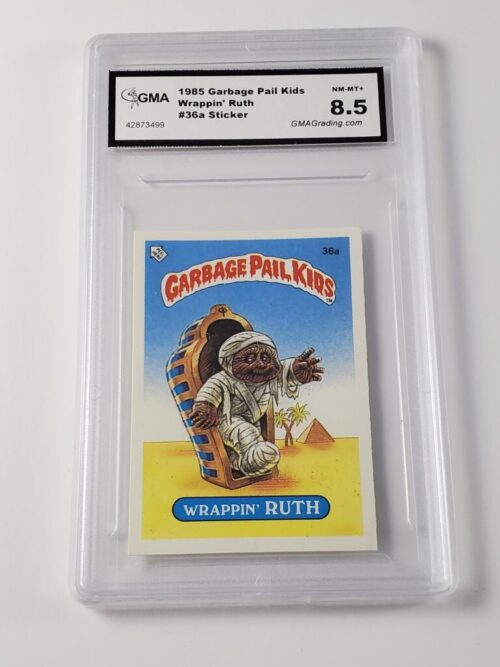 GMA
42873499
1985 Garbage Pail Kids
Wrappin' Ruth
#36a Sticker
NM-MT+
8.5
GMAGrading.com
36a
GARBAGE PAIL KIDS
TM
WRAPPIN' RUTH